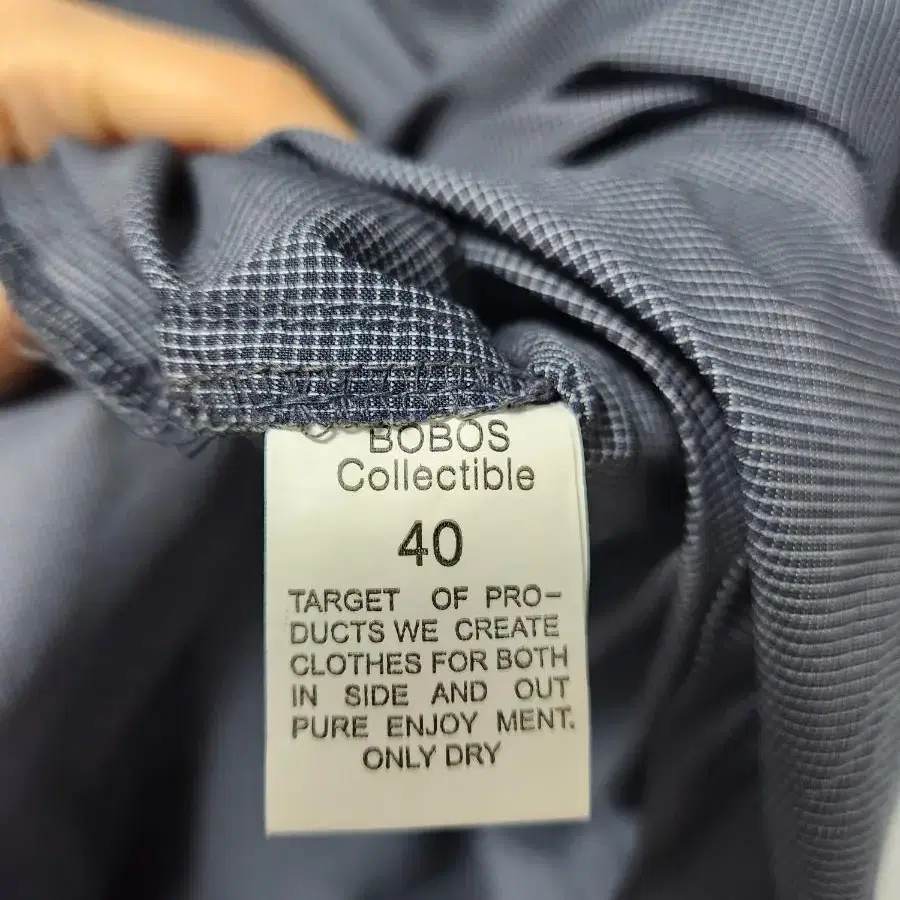 BOBOS
Collectible
40
TARGET OF PRO-
DUCTS WE CREATE
CLOTHES FOR BOTH
IN SIDE AND OUT
PURE ENJOY MENT.
ONLY DRY